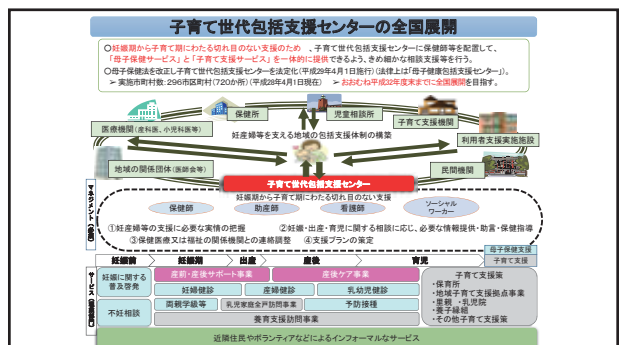 子育て世代包括支援センターの全国展開
○妊娠期から子育て期にわたる切れ目のない支援のため 、子育て世代包括支援センターに保健師等を配置して、
「母子保健サービス」と「子育て支援サービス」を一体的に提供できるよう、きめ細かな相談支援等を行う。
○母子保健法を改正し子育て世代包括支援センターを法定化(平成29年4月1日施行)(法律上は「母子健康包括支援センター」)。
➢ 実施市町村数:296市区町村(720か所)(平成28年4月1日現在) ➢ おおむね平成32年度末までに全国展開を目指す。
保健所
児童相談所
子育て支援機関
医療機関(産科医、小児科医等)
妊産婦等を支える地域の包括支援体制の構築
利用者支援実施施設
地域の関係団体(医師会等)
民間機関
子育て世代包括支援センター
妊娠期から子育て期にわたる切れ目のない支援
マネジメント(必須)
保健師
助産師
看護師
ソーシャル
ワーカー
①妊産婦等の支援に必要な実情の把握 ②妊娠・出産・育児に関する相談に応じ、必要な情報提供・助言・保健指導
③保健医療又は福祉の関係機関との連絡調整 ④支援プランの策定
母子保健支援
子育て支援
妊娠前
妊娠期
出産
産後
育児
妊娠に関する
普及啓発
産前・産後サポート事業
産後ケア事業
子育て支援策
・保育所
・地域子育て支援拠点事業
・里親 ・乳児院
・養子縁組
・その他子育て支援策
妊婦健診
産婦健診
乳幼児健診
不妊相談
両親学級等
乳児家庭全戸訪問事業
予防接種
養育支援訪問事業
近隣住民やボランティアなどによるインフォーマルなサービス